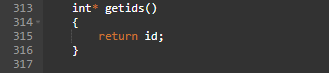 313 int* getids()
314 {
315 return id;
316 }
317